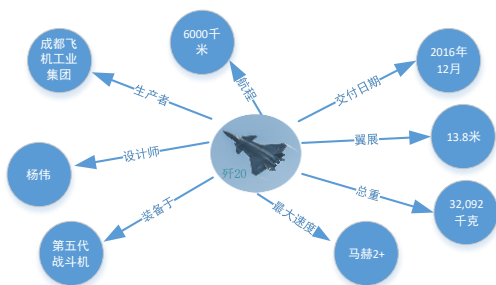 成都飞
机工业
集团
6000千
米
2016年
12月
生产者
航程
交付日期
杨伟
设计师
歼20
翼展
13.8米
装备于
最大速度
总重
第五代
战斗机
马赫2+
32,092
千克